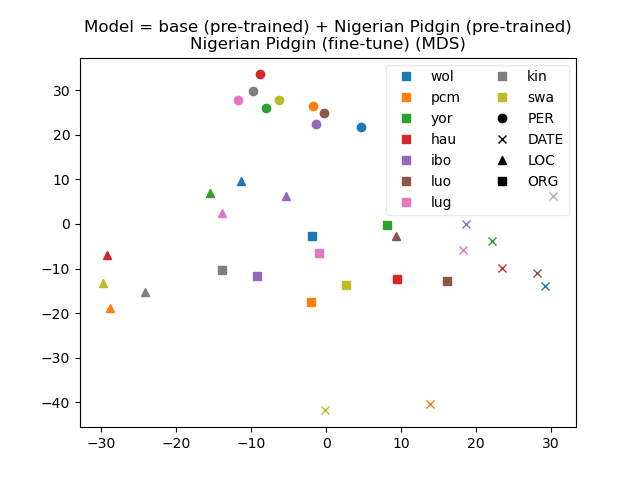 Model = base (pre-trained) + Nigerian Pidgin (pre-trained)
Nigerian Pidgin (fine-tune) (MDS)
30
20
10
0
−10
−20
−30
−40
wol kin
pcm swa
yor PER
hau DATE
ibo LOC
luo ORG
lug
−30 −20 −10 0 10 20 30